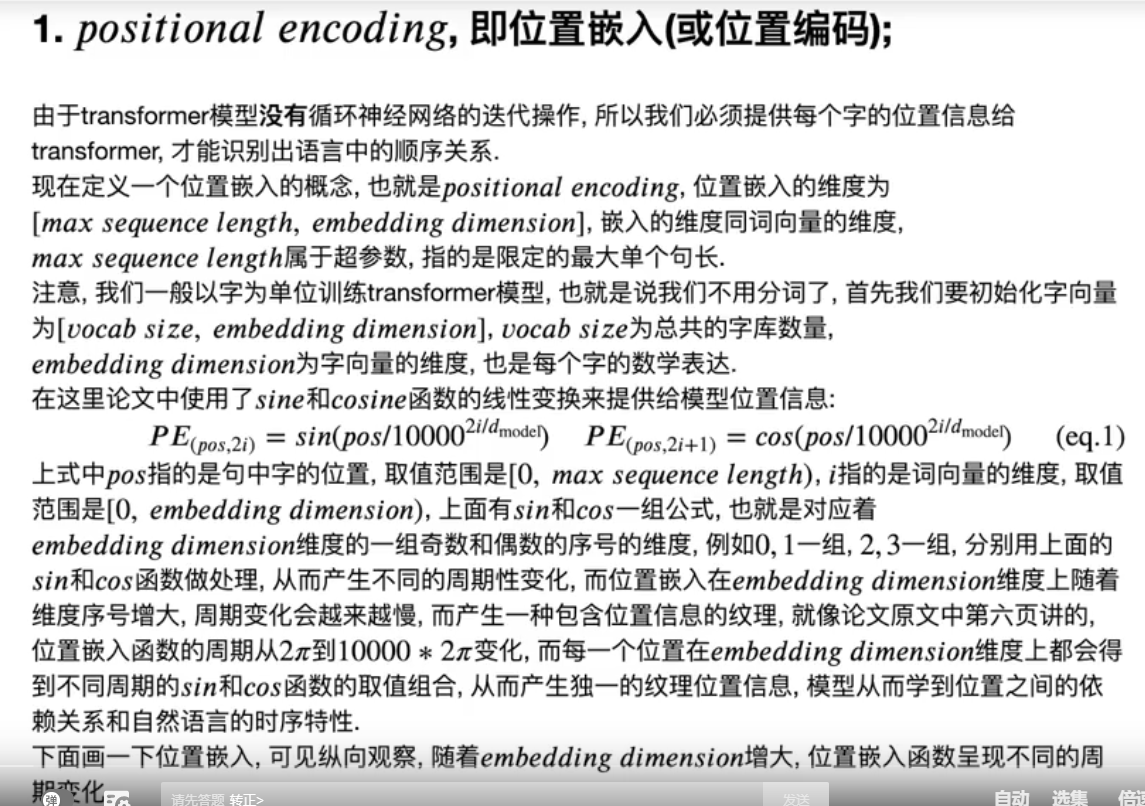 1. positional encoding, 即位置嵌入(或位置编码);
由于transformer模型没有循环神经网络的迭代操作, 所以我们必须提供每个字的位置信息给
transformer, 才能识别出语言中的顺序关系.
现在定义一个位置嵌入的概念, 也就是positional encoding, 位置嵌入的维度为
[max sequence length, embedding dimension], 嵌入的维度同词向量的维度,
max sequence length属于超参数, 指的是限定的最大单个句长.
注意, 我们一般以字为单位训练transformer模型, 也就是说我们不用分词了, 首先我们要初始化字向量
为[vocab size, embedding dimension], vocab size为总共的字库数量,
embedding dimension为字向量的维度, 也是每个字的数学表达.
在这里论文中使用了sine和cosine函数的线性变换来提供给模型位置信息:
PE(pos,2i) = sin(pos/10000^2i/dmodel) PE(pos,2i+1) = cos(pos/10000^2i/dmodel) (eq.1)
上式中pos指的是句中字的位置, 取值范围是[0, max sequence length), i指的是词向量的维度, 取值
范围是[0, embedding dimension), 上面有sin和cos一组公式, 也就是对应着
embedding dimension维度的一组奇数和偶数的序号的维度, 例如0, 1一组, 2, 3一组, 分别用上面的
sin和cos函数做处理, 从而产生不同的周期性变化, 而位置嵌入在embedding dimension维度上随着
维度序号增大, 周期变化会越来越慢, 而产生一种包含位置信息的纹理, 就像论文原文中第六页讲的,
位置嵌入函数的周期从2π到10000 * 2π变化, 而每一个位置在embedding dimension维度上都会得
到不同周期的sin和cos函数的取值组合, 从而产生独一的纹理位置信息, 模型从而学到位置之间的依
赖关系和自然语言的时序特性.
下面画一下位置嵌入, 可见纵向观察, 随着embedding dimension增大, 位置嵌入函数呈现不同的周
期变化
弹 请先答题 转正> 发送 自动 选集